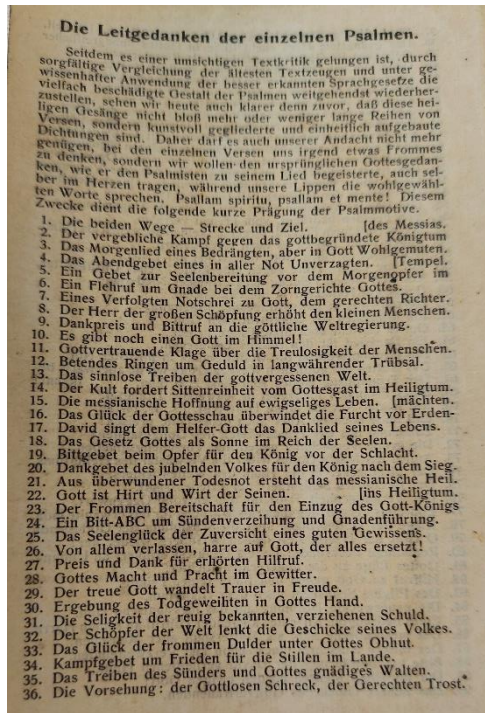 Die Leitgedanken der einzelnen Psalmen.
Seitdem es einer umsichtigen Textkritik gelungen ist, durch
sorgfältige Vergleichung der ältesten Textzeugen und unter ge-
wissenhafter Anwendung der besser erkannten Sprachgesetze die
vielfach beschädigte Gestalt der Psalmen weitgehendst wiederher-
zustellen, sehen wir heute auch klarer denn zuvor, daß diese hei-
ligen Gesänge nicht bloß mehr oder weniger lange Reihen von
Versen, sondern kunstvoll gegliederte und einheitlich aufgebaute
Dichtungen sind. Daher darf es auch unserer Andacht nicht mehr
genügen, bei den einzelnen Versen uns irgend etwas Frommes
zu denken, sondern wir wollen den ursprünglichen Gottesgedan-
ken, wie er den Psalmisten zu seinem Lied begeisterte, auch sel-
ber im Herzen tragen, während unsere Lippen die wohlgewähl-
ten Worte sprechen. Psallam spiritu, psallam et mente! Diesem
Zwecke dient die folgende kurze Prägung der Psalmmotive.
1. Die beiden Wege — Strecke und Ziel. [des Messias.
2. Der vergebliche Kampf gegen das gottbegründete Königtum
3. Das Morgenlied eines Bedrängten, aber in Gott Wohlgemuten.
4. Das Abendgebet eines in aller Not Unverzagten. [Tempel.
5. Ein Gebet zur Seelenbereitung vor dem Morgenopfer im
6. Ein Flehruf um Gnade bei dem Zorngerichte Gottes.
7. Eines Verfolgten Notschrei zu Gott, dem gerechten Richter.
8. Der Herr der großen Schöpfung erhöht den kleinen Menschen.
9. Dankpreis und Bittruf an die göttliche Weltregierung.
10. Es gibt noch einen Gott im Himmel!
11. Gottvertrauende Klage über die Treulosigkeit der Menschen.
12. Betendes Ringen um Geduld in langwährender Trübsal.
13. Das sinnlose Treiben der gottvergessenen Welt.
14. Der Kult fordert Sittenreinheit vom Gottesgast im Heiligtum.
15. Die messianische Hoffnung auf ewigseliges Leben. [mächten.
16. Das Glück der Gottesschau überwindet die Furcht vor Erden-
17. David singt dem Helfer-Gott das Danklied seines Lebens.
18. Das Gesetz Gottes als Sonne im Reich der Seelen.
19. Bittgebet beim Opfer für den König vor der Schlacht.
20. Dankgebet des jubelnden Volkes für den König nach dem Sieg.
21. Aus überwundener Todesnot ersteht das messianische Heil.
22. Gott ist Hirt und Wirt der Seinen. [ins Heiligtum.
23. Der Frommen Bereitschaft für den Einzug des Gott-Königs
24. Ein Bitt-ABC um Sündenverzeihung und Gnadenführung.
25. Das Seelenglück der Zuversicht eines guten Gewissens.
26. Von allem verlassen, harre auf Gott, der alles ersetzt!
27. Preis und Dank für erhörten Hilfruf.
28. Gottes Macht und Pracht im Gewitter.
29. Der treue Gott wandelt Trauer in Freude.
30. Ergebung des Todgeweihten in Gottes Hand.
31. Die Seligkeit der reuig bekannten, verziehenen Schuld.
32. Der Schöpfer der Welt lenkt die Geschicke seines Volkes.
33. Das Glück der frommen Dulder unter Gottes Obhut.
34. Kampfgebet um Frieden für die Stillen im Lande.
35. Das Treiben des Sünders und Gottes gnädiges Walten.
36. Die Vorsehung: der Gottlosen Schreck, der Gerechten Trost.